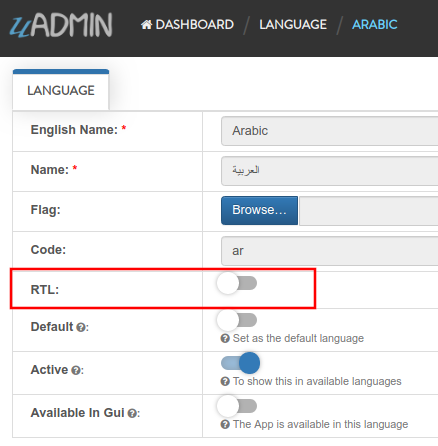 uADMIN DASHBOARD / LANGUAGE / ARABIC
LANGUAGE
English Name: * Arabic
Name: * العربية
Flag: Browse...
Code: ar
RTL:
Default ?:
? Set as the default language
Active ?:
? To show this in available languages
Available In Gui ?:
? The App is available in this language